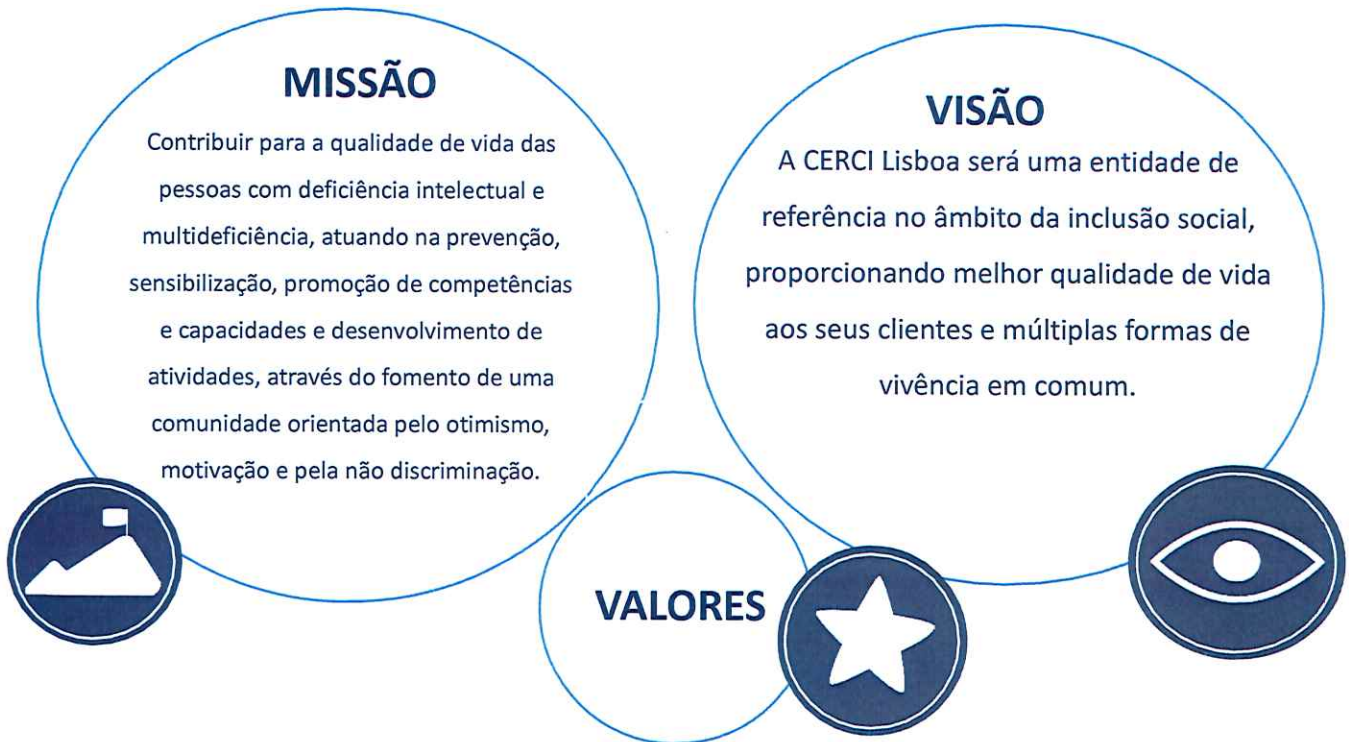 MISSÃO
Contribuir para a qualidade de vida das
pessoas com deficiência intelectual e
multideficiência, atuando na prevenção,
sensibilização, promoção de competências
e capacidades e desenvolvimento de
atividades, através do fomento de uma
comunidade orientada pelo otimismo,
motivação e pela não discriminação.
VISÃO
A CERCI Lisboa será uma entidade de
referência no âmbito da inclusão social,
proporcionando melhor qualidade de vida
aos seus clientes e múltiplas formas de
vivência em comum.
VALORES